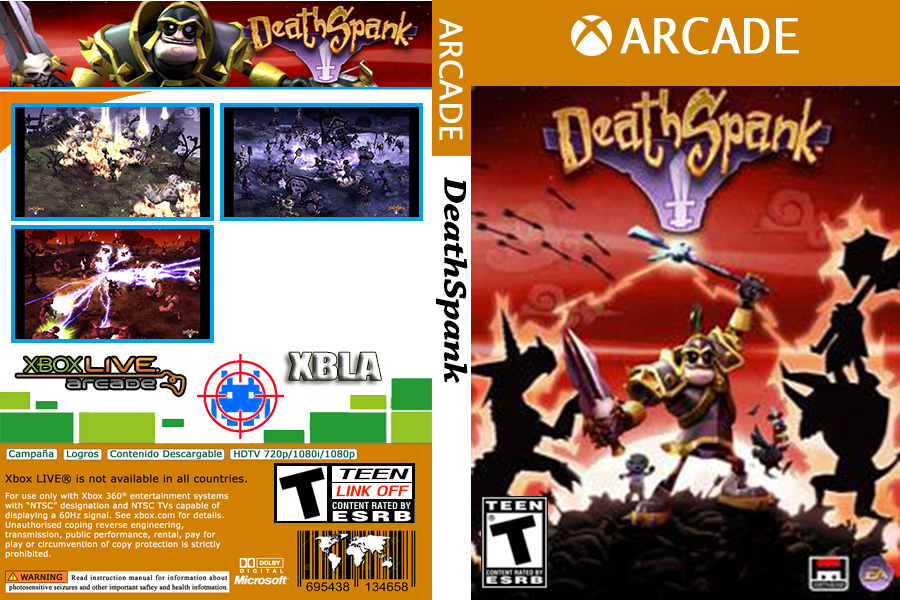 DeathSpank
XBOX LIVE
arcade
XBLA
Campaña
Logros
Contenido Descargable
HDTV 720p/1080i/1080p
Xbox LIVE® is not available in all countries.
For use only with Xbox 360® entertainment systems
with "NTSC" designation and NTSC TVs capable of
displaying a 60Hz signal. See xbox.com for details.
Unauthorised coping reverse engineering,
transmission, public performance, rental, pay for
play or circumvention of copy protection is strictly
prohibited.
WARNING Read instruction manual for information about
photosensitive seizures and other important saftey and health infotmation.
T
TEEN
LINK OFF
CONTENT RATED BY
ESRB
DOLBY
DIGITAL
Microsoft
695438 134658
ARCADE
DeathSpank
ARCADE
DeathSpank
TEEN
T
CONTENT RATED BY
ESRB
EA